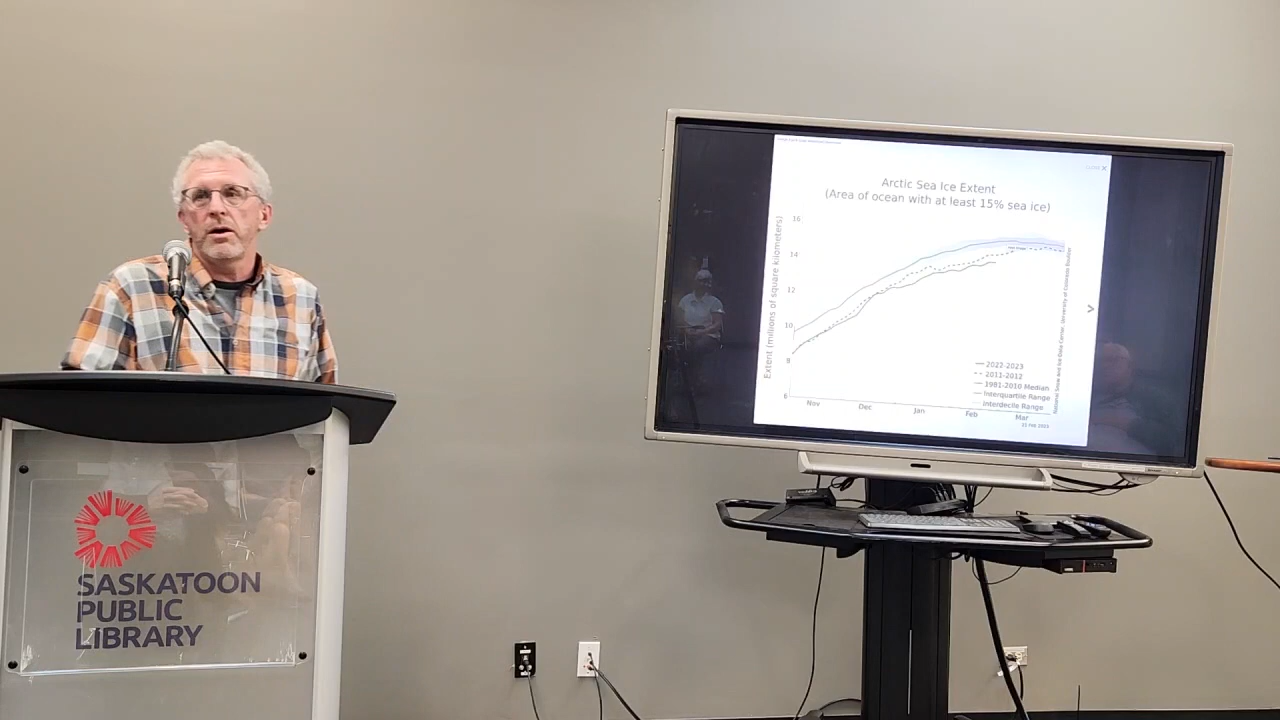 SASKATOON
PUBLIC
LIBRARY
CLOSE X
Arctic Sea Ice Extent
(Area of ocean with at least 15% sea ice)
Extent (millions of square kilometers)
16
14
12
10
8
6
Nov
Dec
Jan
Feb
Mar
2022-2023
2011-2012
1981-2010 Median
Interquartile Range
Interdecile Range
National Snow and Ice Data Center, University of Colorado Boulder